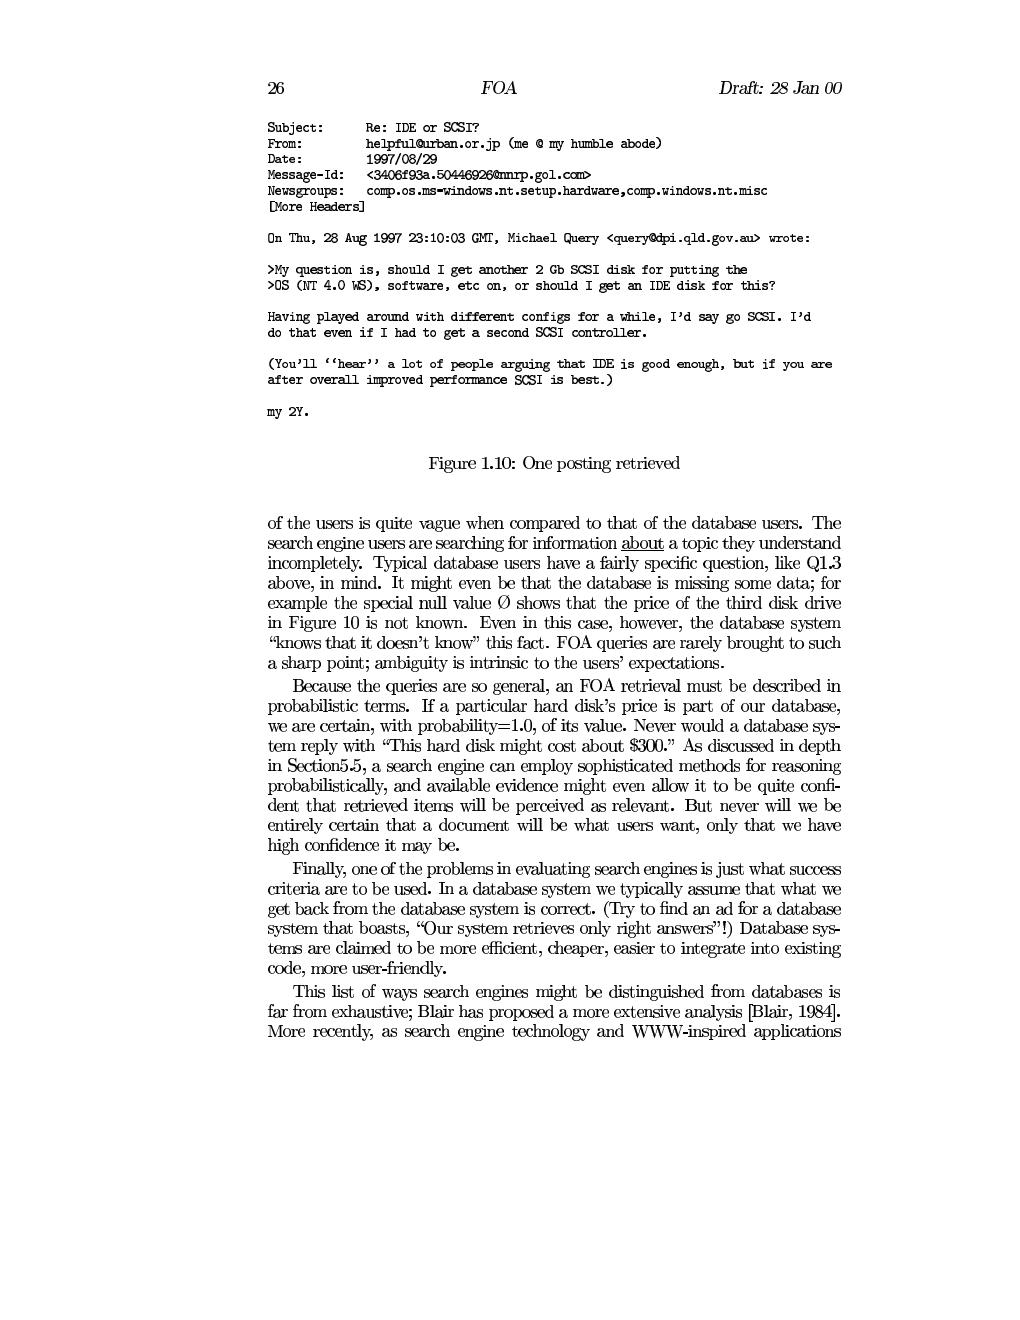 26 FOA Draft: 28 Jan 00
Subject: Re: IDE or SCSI?
From: helpful@urban.or.jp (me @ my humble abode)
Date: 1997/08/29
Message-Id: <3406f93a.50446926@nnrp.gol.com>
Newsgroups: comp.os.ms-windows.nt.setup.hardware,comp.windows.nt.misc
[More Headers]
On Thu, 28 Aug 1997 23:10:03 GMT, Michael Query <query@dpi.qld.gov.au> wrote:
>My question is, should I get another 2 Gb SCSI disk for putting the
>OS (NT 4.0 WS), software, etc on, or should I get an IDE disk for this?
Having played around with different configs for a while, I'd say go SCSI. I'd
do that even if I had to get a second SCSI controller.
(You'll ‘‘hear’’ a lot of people arguing that IDE is good enough, but if you are
after overall improved performance SCSI is best.)
my 2Y.
Figure 1.10: One posting retrieved
of the users is quite vague when compared to that of the database users. The
search engine users are searching for information about a topic they understand
incompletely. Typical database users have a fairly specific question, like Q1.3
above, in mind. It might even be that the database is missing some data; for
example the special null value Ø shows that the price of the third disk drive
in Figure 10 is not known. Even in this case, however, the database system
“knows that it doesn't know” this fact. FOA queries are rarely brought to such
a sharp point; ambiguity is intrinsic to the users' expectations.
Because the queries are so general, an FOA retrieval must be described in
probabilistic terms. If a particular hard disk's price is part of our database,
we are certain, with probability=1.0, of its value. Never would a database sys-
tem reply with “This hard disk might cost about $300.” As discussed in depth
in Section5.5, a search engine can employ sophisticated methods for reasoning
probabilistically, and available evidence might even allow it to be quite confi-
dent that retrieved items will be perceived as relevant. But never will we be
entirely certain that a document will be what users want, only that we have
high confidence it may be.
Finally, one of the problems in evaluating search engines is just what success
criteria are to be used. In a database system we typically assume that what we
get back from the database system is correct. (Try to find an ad for a database
system that boasts, “Our system retrieves only right answers”!) Database sys-
tems are claimed to be more efficient, cheaper, easier to integrate into existing
code, more user-friendly.
This list of ways search engines might be distinguished from databases is
far from exhaustive; Blair has proposed a more extensive analysis [Blair, 1984].
More recently, as search engine technology and WWW-inspired applications